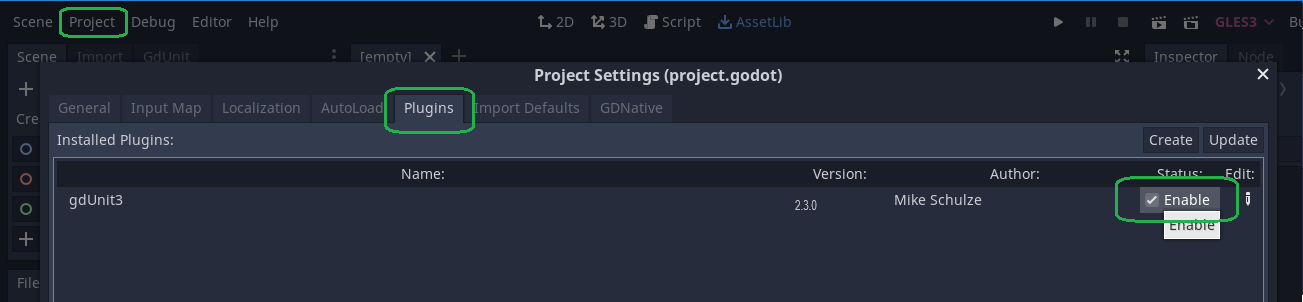 Scene Project Debug Editor Help 2D 3D Script AssetLib GLES3
Scene Import GdUnit [empty] Inspector Node
Project Settings (project.godot)
General Input Map Localization AutoLoad Plugins Import Defaults GDNative
Cre
Installed Plugins: Create Update
Name: Version: Author: Status: Edit:
gdUnit3 2.3.0 Mike Schulze Enable
Enable
File